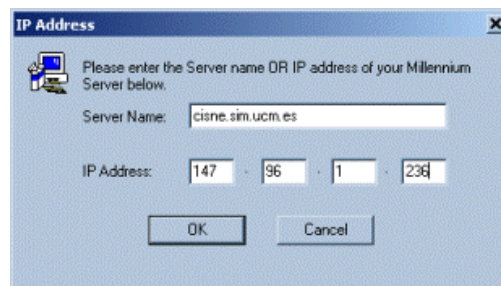 IP Address
Please enter the Server name OR IP address of your Millennium
Server below.
Server Name: cisne.sim.ucm.es
IP Address: 147 . 96 . 1 . 236
OK Cancel